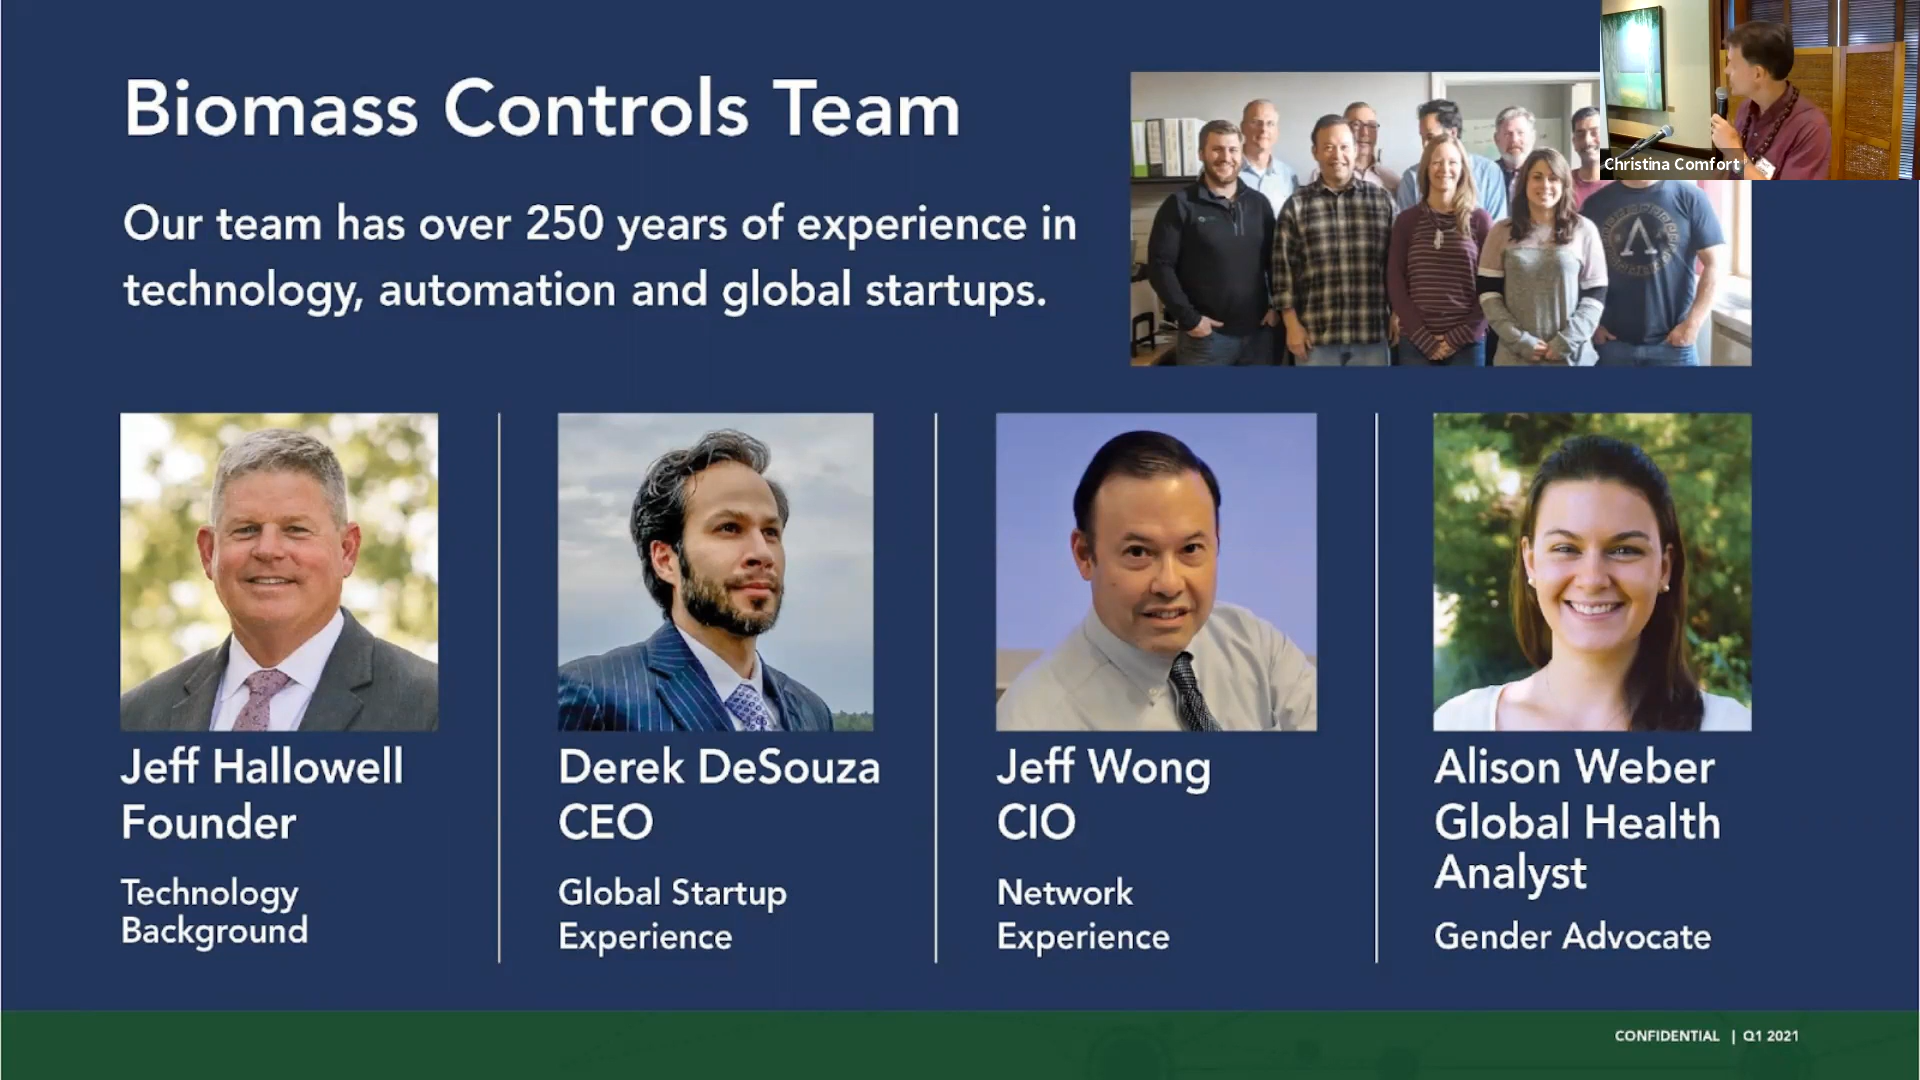 Biomass Controls Team
Our team has over 250 years of experience in
technology, automation and global startups.
Christina Comfort
Jeff Hallowell
Founder
Technology
Background
Derek DeSouza
CEO
Global Startup
Experience
Jeff Wong
CIO
Network
Experience
Alison Weber
Global Health
Analyst
Gender Advocate
CONFIDENTIAL | Q1 2021